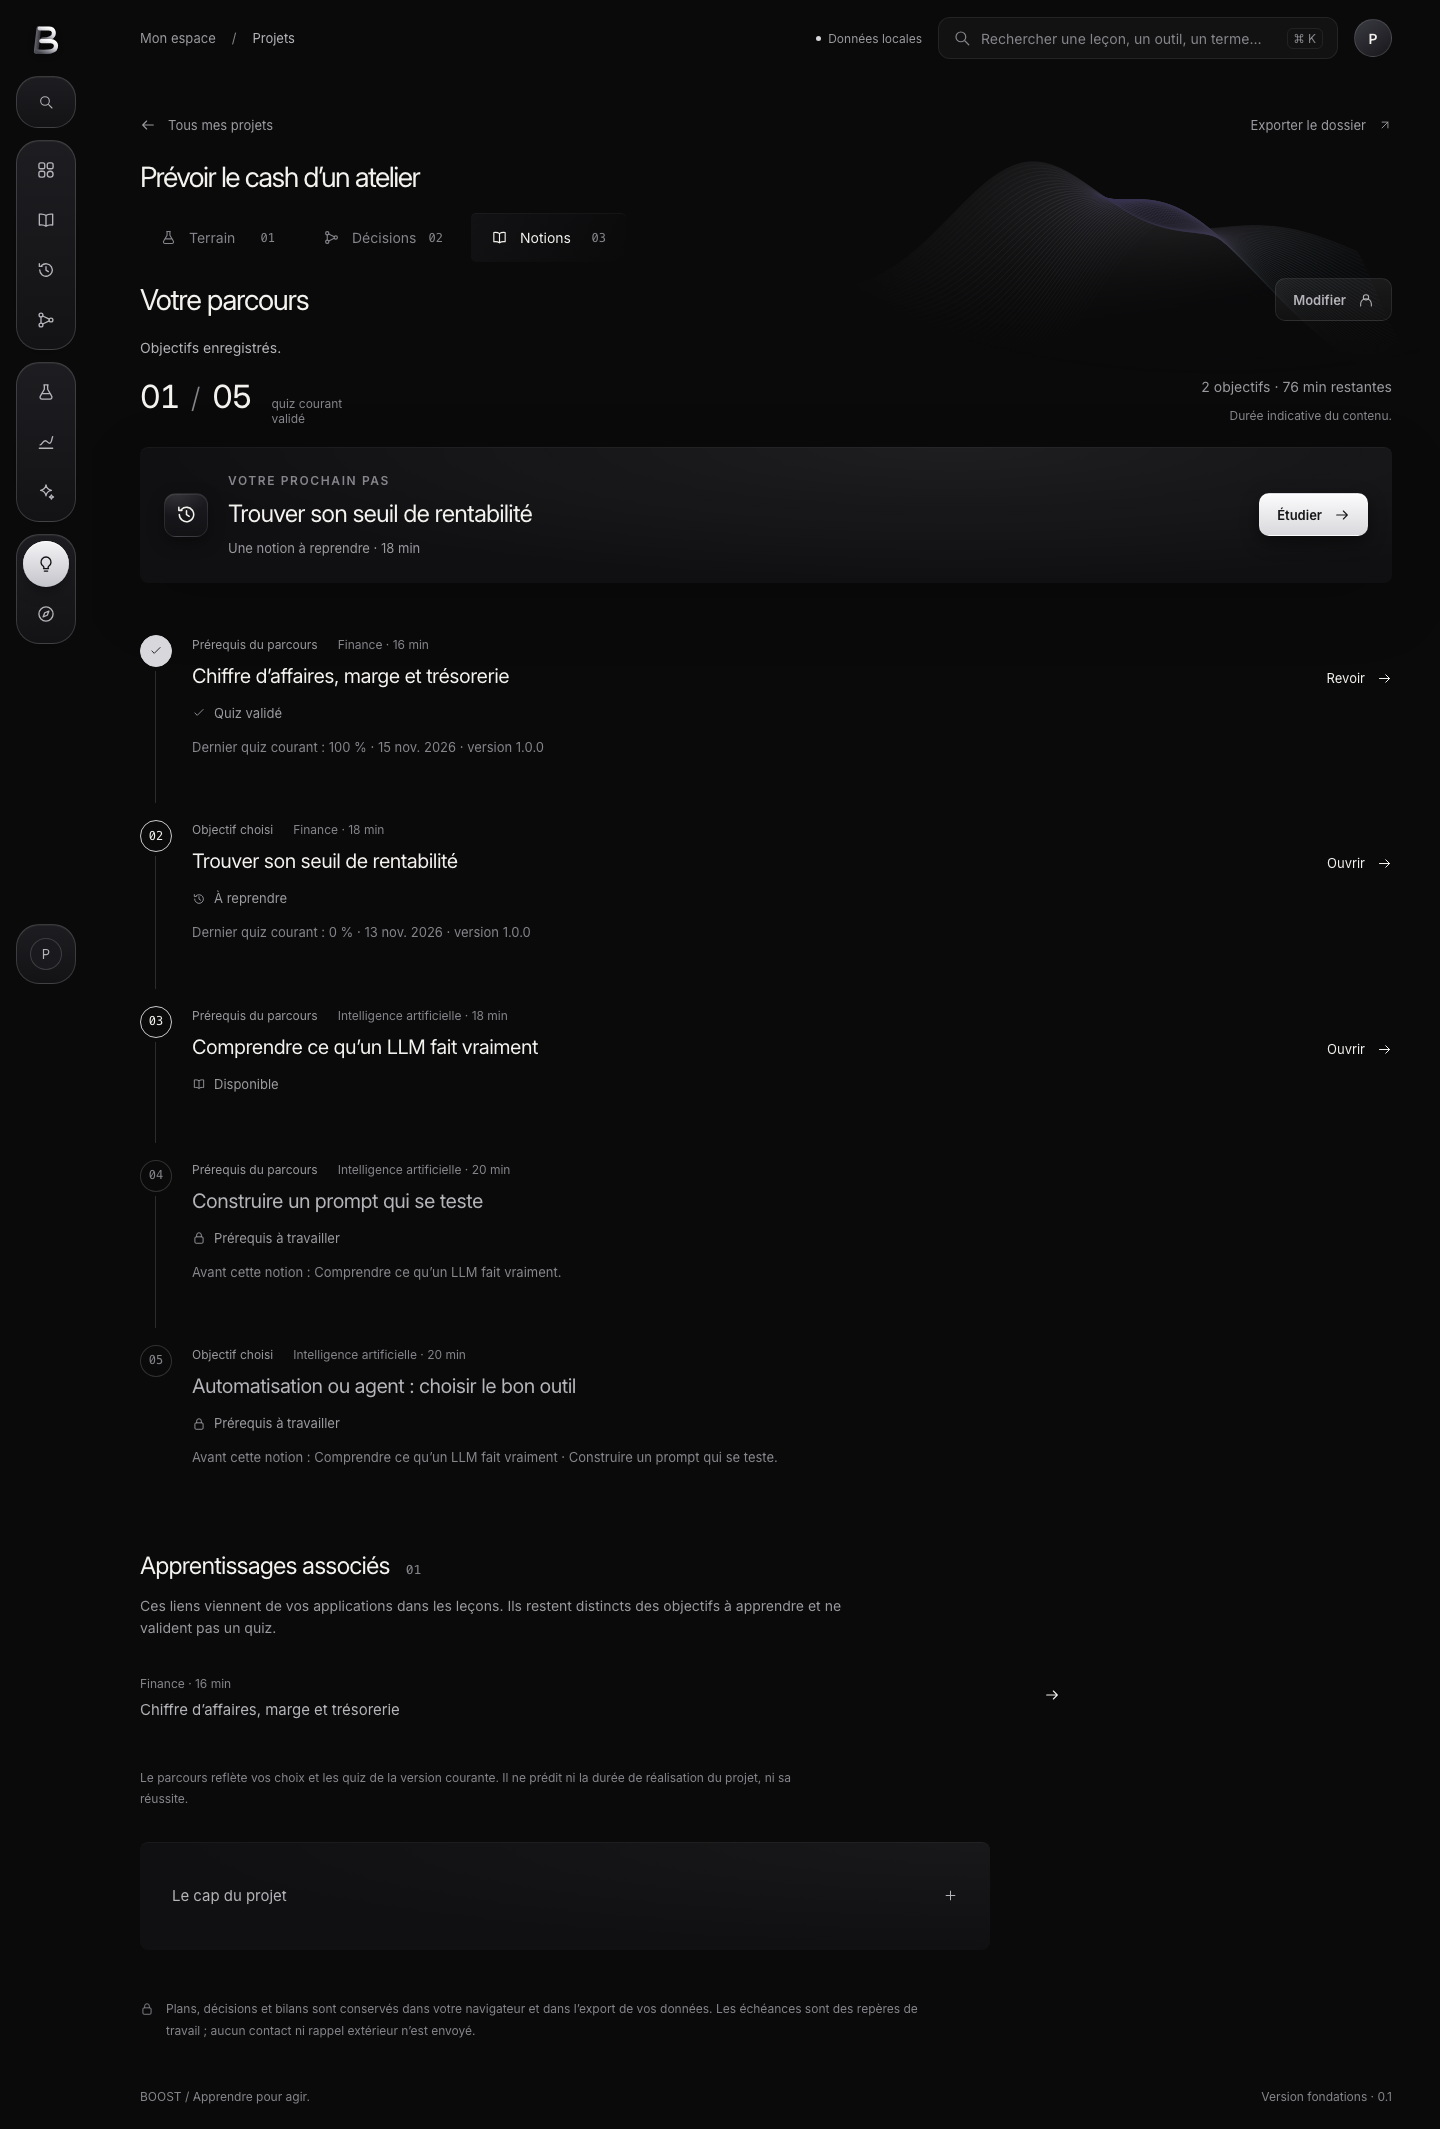 B
Mon espace / Projets
Données locales
Rechercher une leçon, un outil, un terme...
⌘ K
P
Tous mes projets
Exporter le dossier
Prévoir le cash d’un atelier
Terrain 01
Décisions 02
Notions 03
Votre parcours
Modifier
Objectifs enregistrés.
01 / 05
quiz courant
validé
2 objectifs · 76 min restantes
Durée indicative du contenu.
VOTRE PROCHAIN PAS
Trouver son seuil de rentabilité
Une notion à reprendre · 18 min
Étudier
Prérequis du parcours Finance · 16 min
Chiffre d’affaires, marge et trésorerie
Revoir
Quiz validé
Dernier quiz courant : 100 % · 15 nov. 2026 · version 1.0.0
02
Objectif choisi Finance · 18 min
Trouver son seuil de rentabilité
Ouvrir
À reprendre
Dernier quiz courant : 0 % · 13 nov. 2026 · version 1.0.0
P
03
Prérequis du parcours Intelligence artificielle · 18 min
Comprendre ce qu’un LLM fait vraiment
Ouvrir
Disponible
04
Prérequis du parcours Intelligence artificielle · 20 min
Construire un prompt qui se teste
Prérequis à travailler
Avant cette notion : Comprendre ce qu’un LLM fait vraiment.
05
Objectif choisi Intelligence artificielle · 20 min
Automatisation ou agent : choisir le bon outil
Prérequis à travailler
Avant cette notion : Comprendre ce qu’un LLM fait vraiment · Construire un prompt qui se teste.
Apprentissages associés 01
Ces liens viennent de vos applications dans les leçons. Ils restent distincts des objectifs à apprendre et ne
valident pas un quiz.
Finance · 16 min
Chiffre d’affaires, marge et trésorerie
Le parcours reflète vos choix et les quiz de la version courante. Il ne prédit ni la durée de réalisation du projet, ni sa
réussite.
Le cap du projet
Plans, décisions et bilans sont conservés dans votre navigateur et dans l’export de vos données. Les échéances sont des repères de
travail ; aucun contact ni rappel extérieur n’est envoyé.
BOOST / Apprendre pour agir.
Version fondations · 0.1